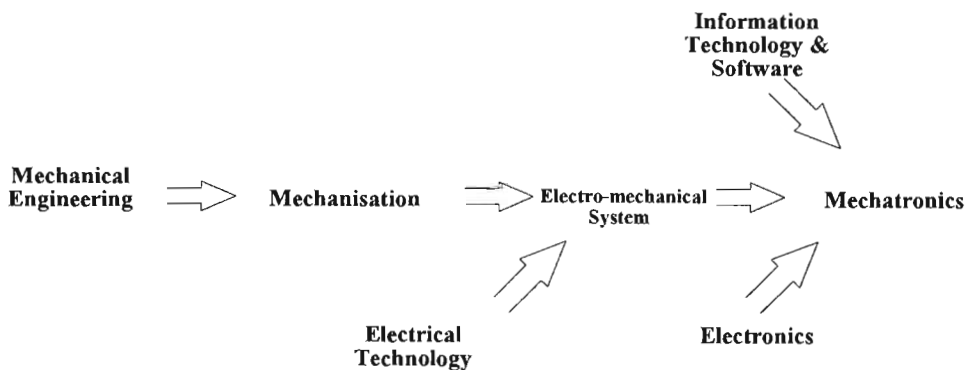 Information
Technology &
Software
Mechanical
Engineering
Mechanisation
Electro-mechanical
System
Mechatronics
Electrical
Technology
Electronics